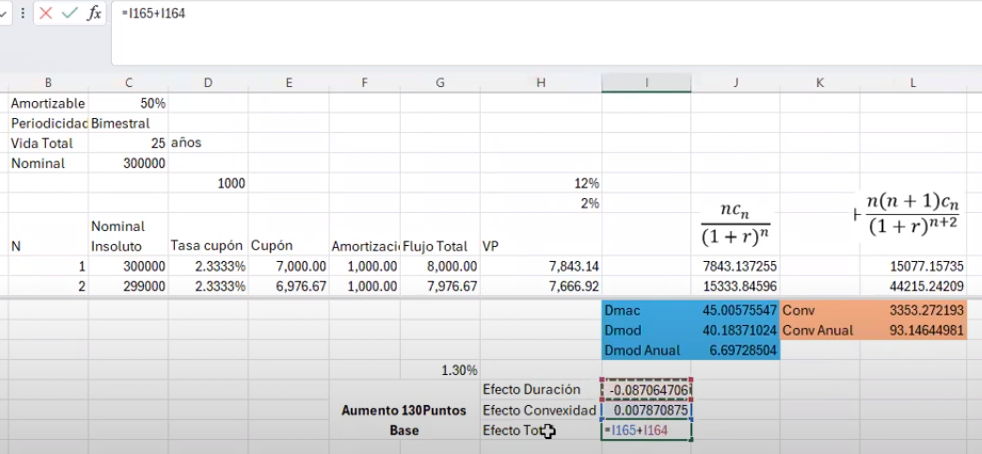 fx =I165+I164
B C D E F G H I J K L
Amortizable 50%
Periodicidac Bimestral
Vida Total 25 años
Nominal 300000
1000 12%
2%
nc_n / (1 + r)^n
n(n + 1)c_n / (1 + r)^{n+2}
Nominal
N Insoluto Tasa cupón Cupón Amortizaci Flujo Total VP
1 300000 2.3333% 7,000.00 1,000.00 8,000.00 7,843.14 7843.137255 15077.15735
2 299000 2.3333% 6,976.67 1,000.00 7,976.67 7,666.92 15333.84596 44215.24209
Dmac 45.00575547 Conv 3353.272193
Dmod 40.18371024 Conv Anual 93.14644981
Dmod Anual 6.69728504
1.30%
Efecto Duración -0.087064706
Aumento 130Puntos Efecto Convexidad 0.007870875
Base Efecto Tot =I165+I164